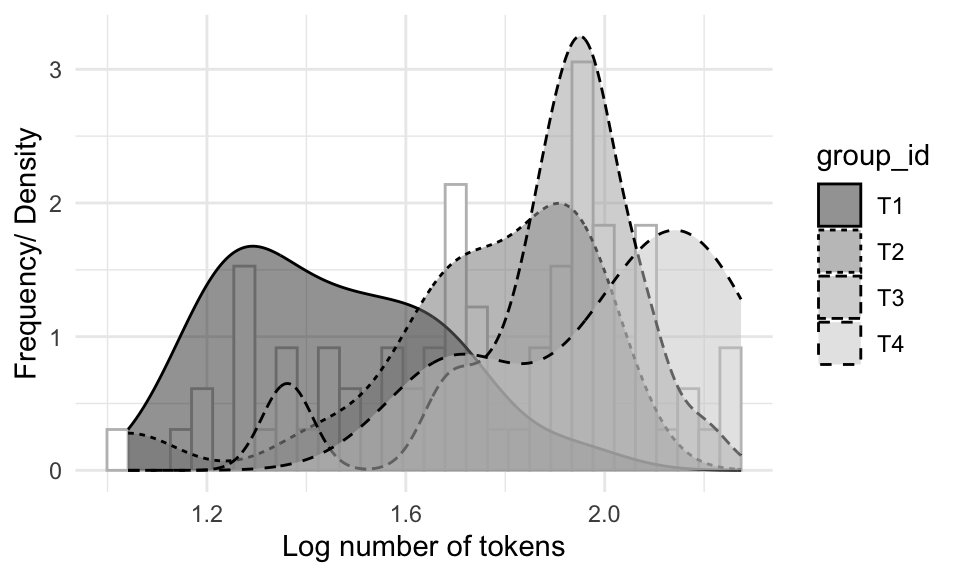 Frequency/ Density
3
2
1
0
1.2
1.6
2.0
Log number of tokens
group_id
T1
T2
T3
T4